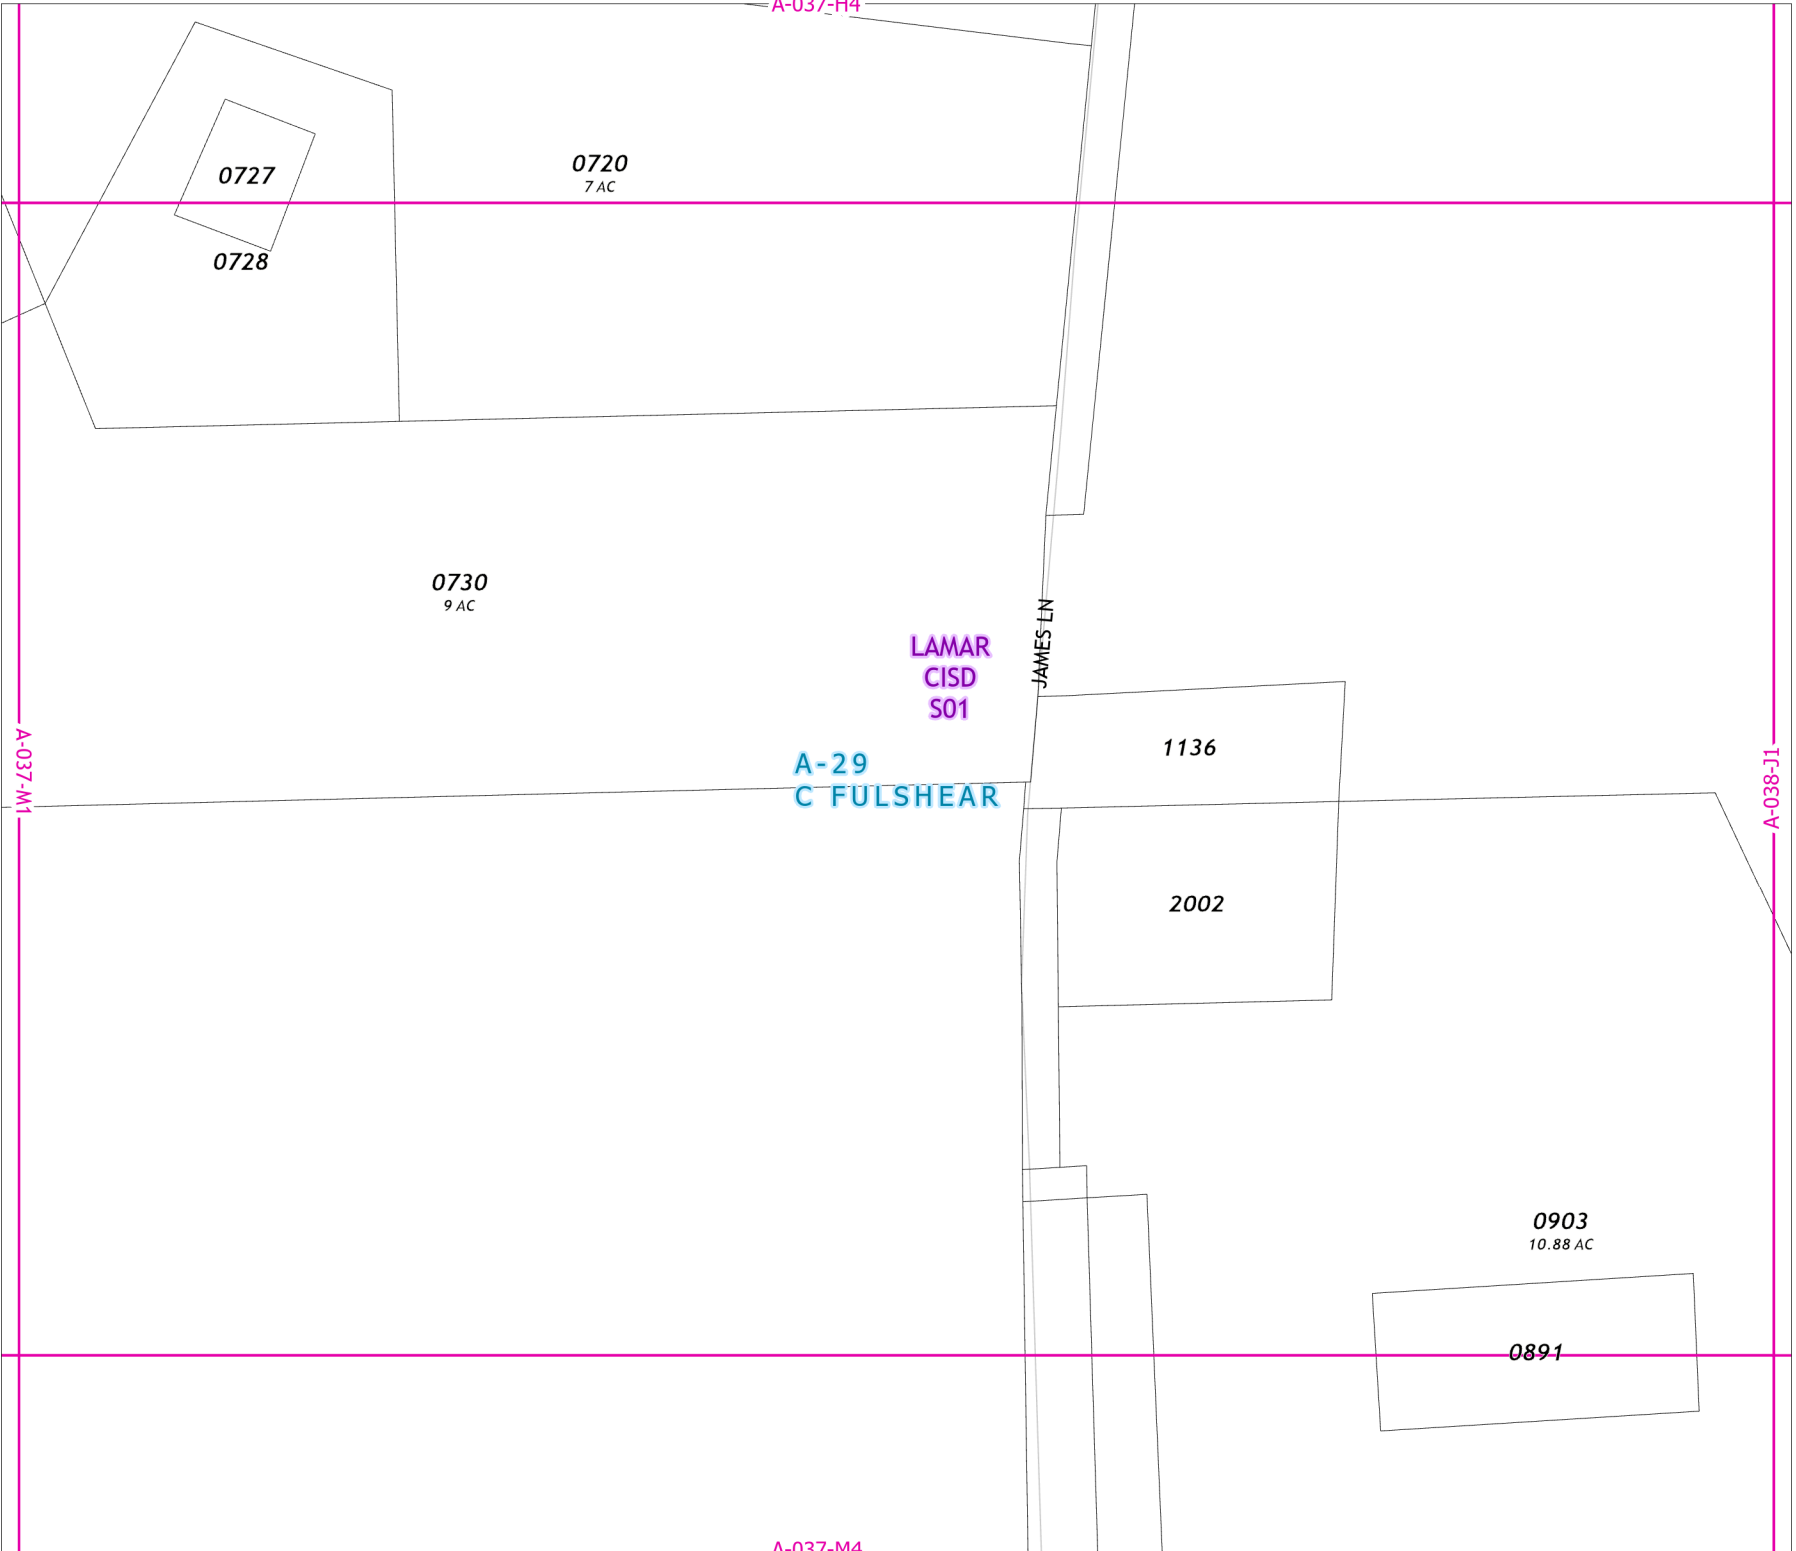 A-037-H4
0720
7 AC
0727
0728
0730
9 AC
JAMES LN
LAMAR
CISD
S01
A-037-M1
A-29
C FULSHEAR
1136
A-038-J1
2002
0903
10.88 AC
0891
A-037-M4